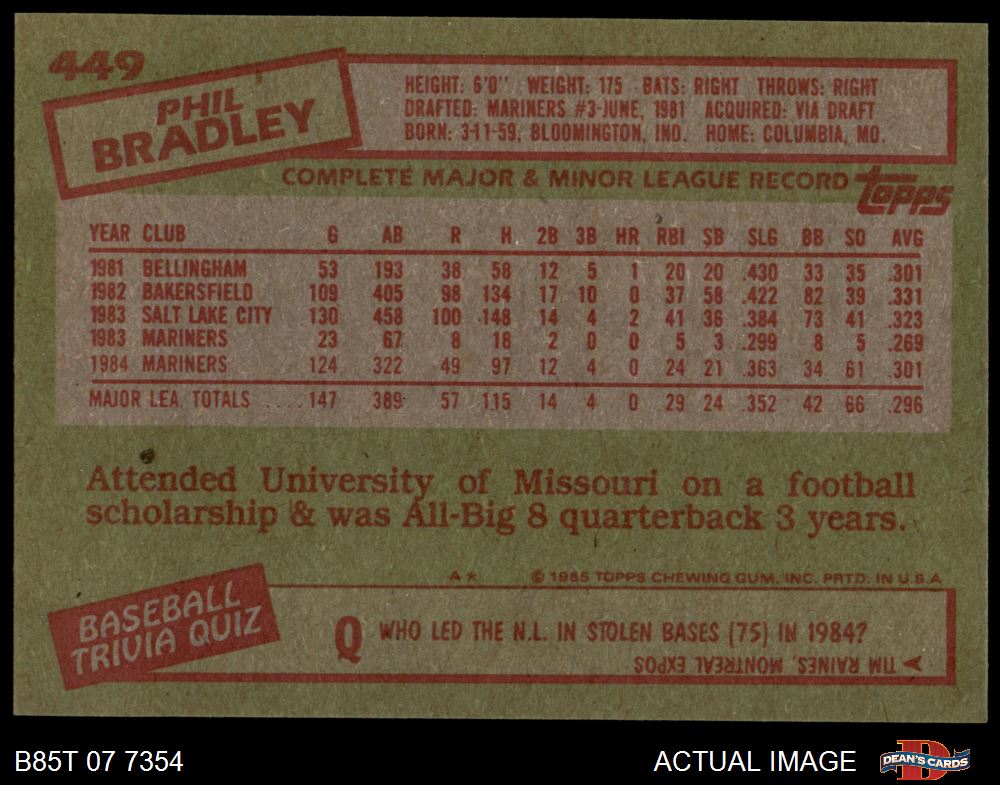 449
PHIL
BRADLEY
HEIGHT: 6'0" WEIGHT: 175 BATS: RIGHT THROWS: RIGHT
DRAFTED: MARINERS #3-JUNE, 1981 ACQUIRED: VIA DRAFT
BORN: 3-11-59, BLOOMINGTON, IND. HOME: COLUMBIA, MO.
COMPLETE MAJOR & MINOR LEAGUE RECORD topps
YEAR CLUB G AB R H 2B 3B HR RBI SB SLG BB SO AVG
1981 BELLINGHAM 53 193 38 58 12 5 1 20 20 .430 33 35 .301
1982 BAKERSFIELD 109 405 98 134 17 10 0 37 58 .422 82 39 .331
1983 SALT LAKE CITY 130 458 100 148 14 4 2 41 36 .384 73 41 .323
1983 MARINERS 23 67 8 18 2 0 0 5 3 .299 8 5 .269
1984 MARINERS 124 322 49 97 12 4 0 24 21 .363 34 61 .301
MAJOR LEA. TOTALS .... 147 389 57 115 14 4 0 29 24 .352 42 66 .296
Attended University of Missouri on a football
scholarship & was All-Big 8 quarterback 3 years.
A* © 1985 TOPPS CHEWING GUM, INC. PRTD. IN U.S.A
BASEBALL
TRIVIA QUIZ
Q WHO LED THE N.L. IN STOLEN BASES (75) IN 1984?
A TIM RAINES, MONTREAL EXPOS
B85T 07 7354 ACTUAL IMAGE DEAN'S CARDS